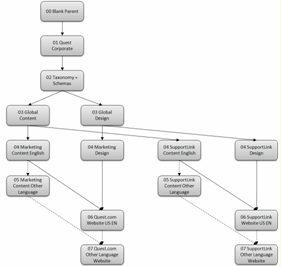 00 Blank Parent
01 Quest
Corporate
02 Taxonomy +
Schemas
03 Global
Content
03 Global
Design
04 Marketing
Content English
04 Marketing
Design
04 SupportLink
Content English
04 SupportLink
Design
05 Marketing
Content Other
Language
05 SupportLink
Content Other
Language
06 Quest.com
Website US EN
06 SupportLink
Website US EN
07 Quest.com
Other Language
Website
07 SupportLink
Other Language
Website